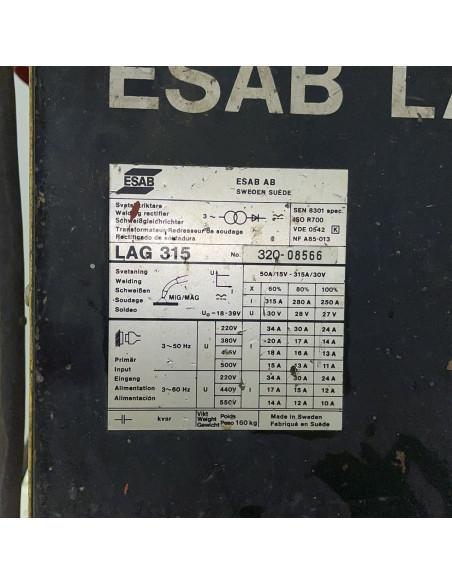 ESAB LA
ESAB
ESAB AB
SWEDEN SUÈDE
Svetslikriktare
Welding rectifier
Schweißgleichrichter
Transformateur Redresseur de soudage
Rectificado de soldadura
3~
SEN 8301 spec.
ISO R700
VDE 0542 K
NF A85-013
LAG 315 No. 320-08566
Svetsning
Welding
Schweißen
Soudage
Soldeo
MIG/MAG
U
I
U₀=18-39V
50A/15V - 315A/30V
X 60% 80% 100%
I 315 A 280 A 250 A
U 30 V 28 V 27 V
3~50 Hz U 220V I 34 A 30 A 24 A
380V 20 A 17 A 14 A
415V 18 A 16 A 13 A
500V 15 A 13 A 11 A
Primär
Input
Eingang
Alimentation
Alimentación
3~60 Hz U 220V I 34 A 30 A 24 A
440V 17 A 15 A 12 A
550V 14 A 12 A 10 A
kvar
Vikt Poids
Weight Peso 160 kg
Gewicht
Made in Sweden
Fabriqué en Suède